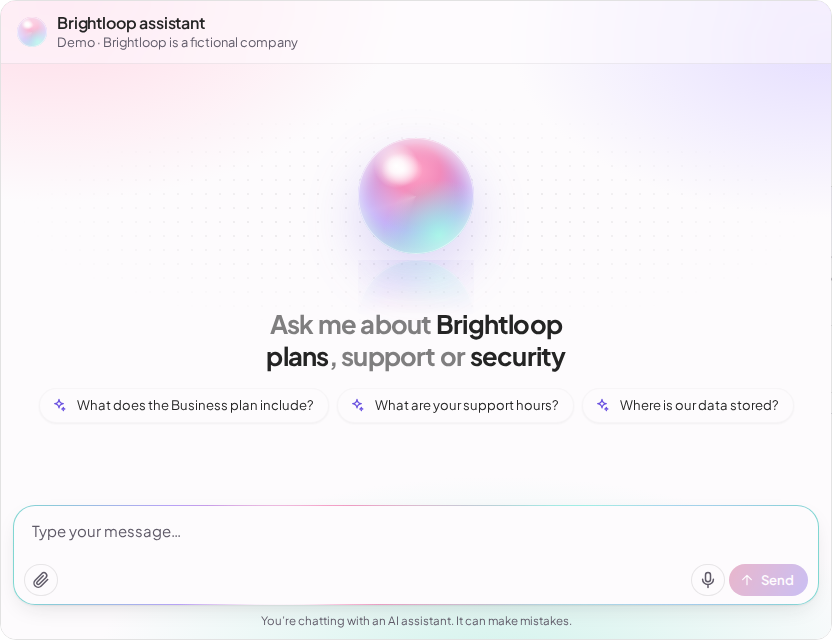 Brightloop assistant
Demo · Brightloop is a fictional company
Ask me about Brightloop
plans, support or security
What does the Business plan include?
What are your support hours?
Where is our data stored?
Type your message…
Send
You're chatting with an AI assistant. It can make mistakes.